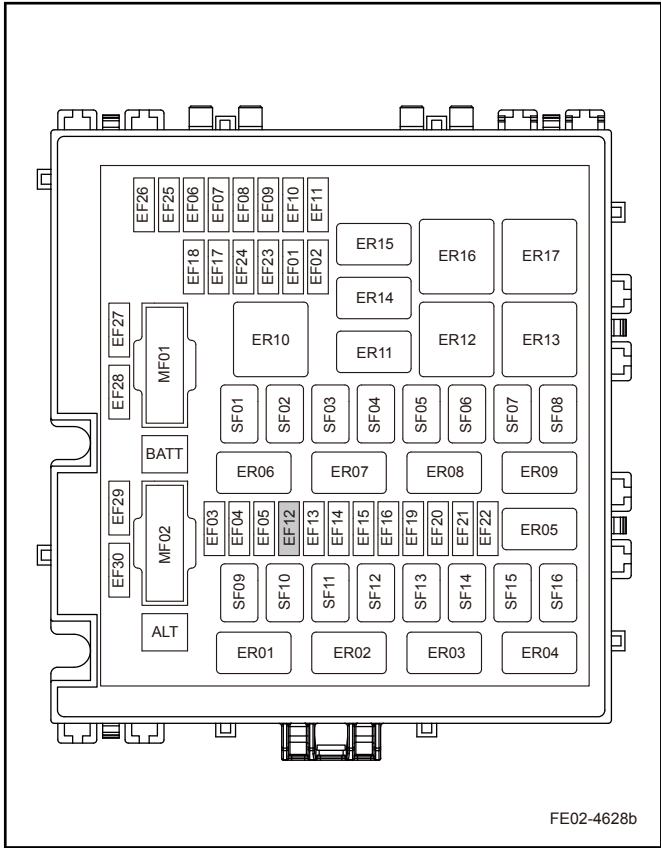 EF26 EF25 EF06 EF07 EF08 EF09 EF10 EF11
EF18 EF17 EF24 EF23 EF01 EF02
ER15 ER16 ER17
ER14
EF27 EF28 MF01 ER10 ER11 ER12 ER13
SF01 SF02 SF03 SF04 SF05 SF06 SF07 SF08
BATT ER06 ER07 ER08 ER09
EF29 EF30 MF02 EF03 EF04 EF05 EF12 EF13 EF14 EF15 EF16 EF19 EF20 EF21 EF22 ER05
SF09 SF10 SF11 SF12 SF13 SF14 SF15 SF16
ALT ER01 ER02 ER03 ER04
FE02-4628b